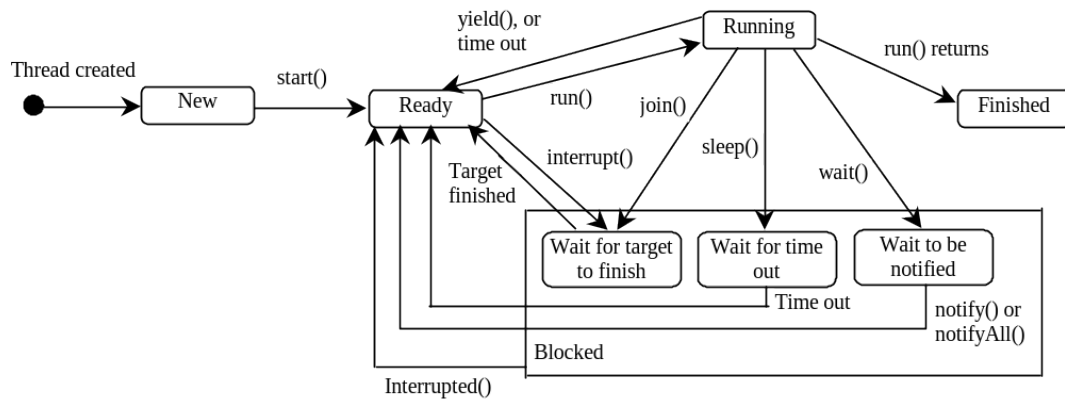 yield(), or
time out
Running
run() returns
Thread created
start()
New
Ready
run()
join()
Finished
Target
finished
interrupt()
sleep()
wait()
Wait for target
to finish
Wait for time
out
Wait to be
notified
Time out
notify() or
notifyAll()
Blocked
Interrupted()